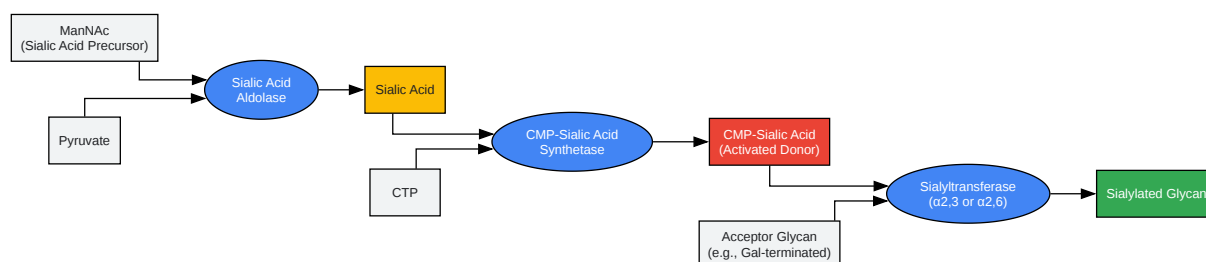 ManNAc
(Sialic Acid Precursor)
Pyruvate
Sialic Acid
Aldolase
Sialic Acid
CTP
CMP-Sialic Acid
Synthetase
CMP-Sialic Acid
(Activated Donor)
Acceptor Glycan
(e.g., Gal-terminated)
Sialyltransferase
(α2,3 or α2,6)
Sialylated Glycan